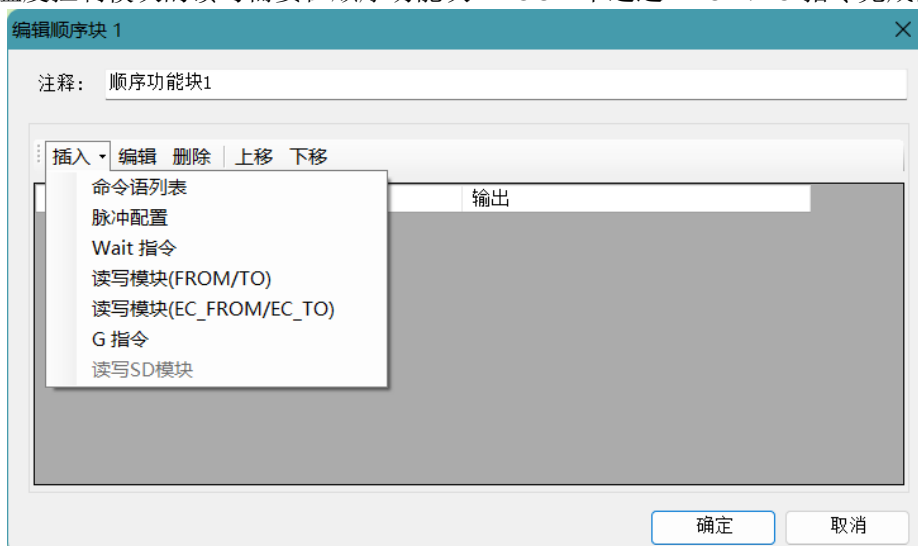 编辑顺序块 1
注释： 顺序功能块1
插入 编辑 删除 上移 下移
输出
命令语列表
脉冲配置
Wait 指令
读写模块(FROM/TO)
读写模块(EC_FROM/EC_TO)
G 指令
读写SD模块
确定 取消